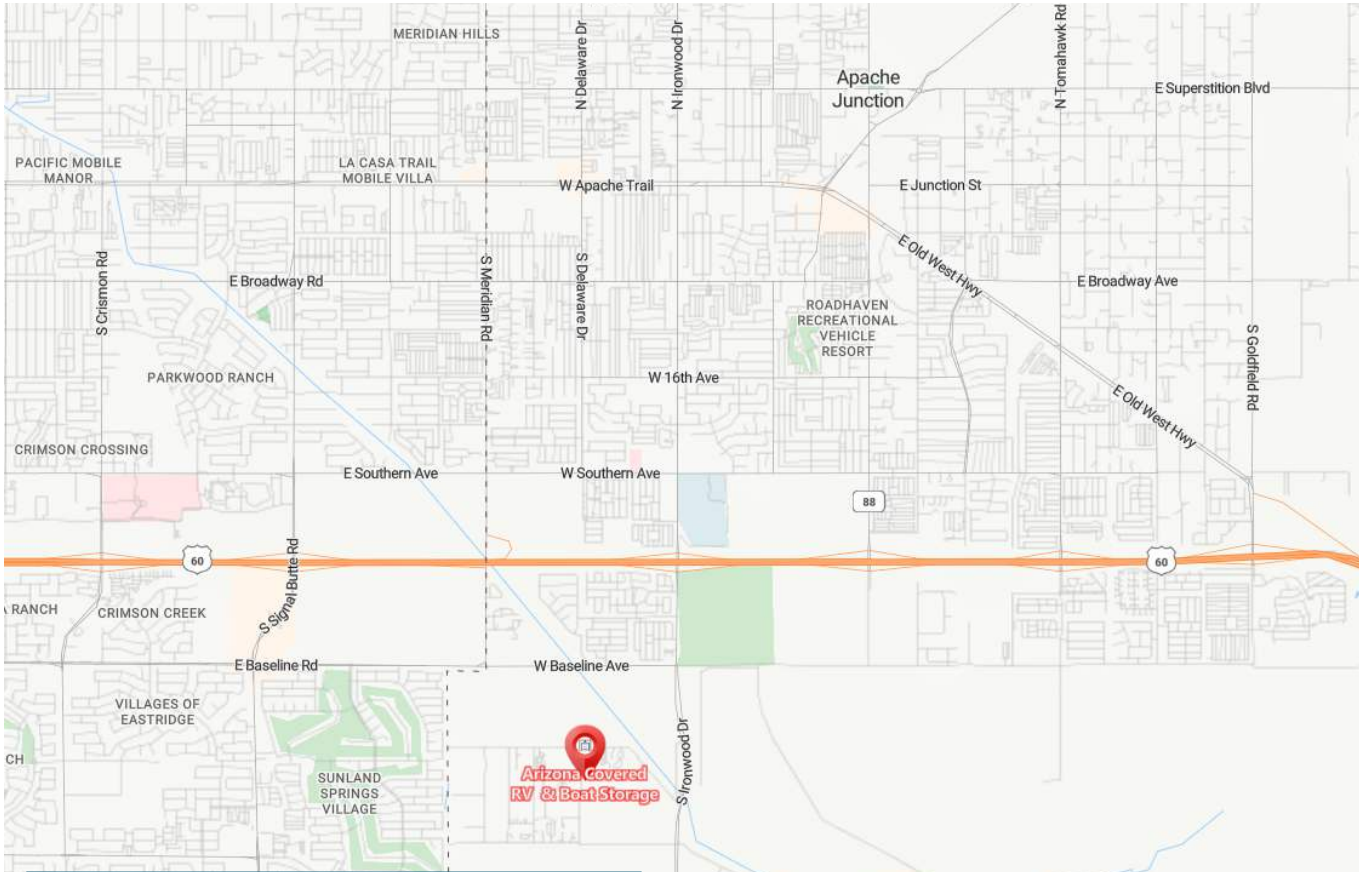 MERIDIAN HILLS
N Delaware Dr
N Ironwood Dr
Apache
Junction
N Tomahawk Rd
E Superstition Blvd
PACIFIC MOBILE
MANOR
LA CASA TRAIL
MOBILE VILLA
W Apache Trail
E Junction St
S Crismon Rd
E Broadway Rd
S Meridian Rd
S Delaware Dr
E Old West Hwy
E Broadway Ave
ROADHAVEN
RECREATIONAL
VEHICLE
RESORT
S Goldfield Rd
PARKWOOD RANCH
W 16th Ave
E Old West Hwy
CRIMSON CROSSING
E Southern Ave
W Southern Ave
88
60
60
S Signal Butte Rd
A RANCH
CRIMSON CREEK
E Baseline Rd
W Baseline Ave
VILLAGES OF
EASTRIDGE
CH
SUNLAND
SPRINGS
VILLAGE
Arizona Covered
RV & Boat Storage
S Ironwood Dr